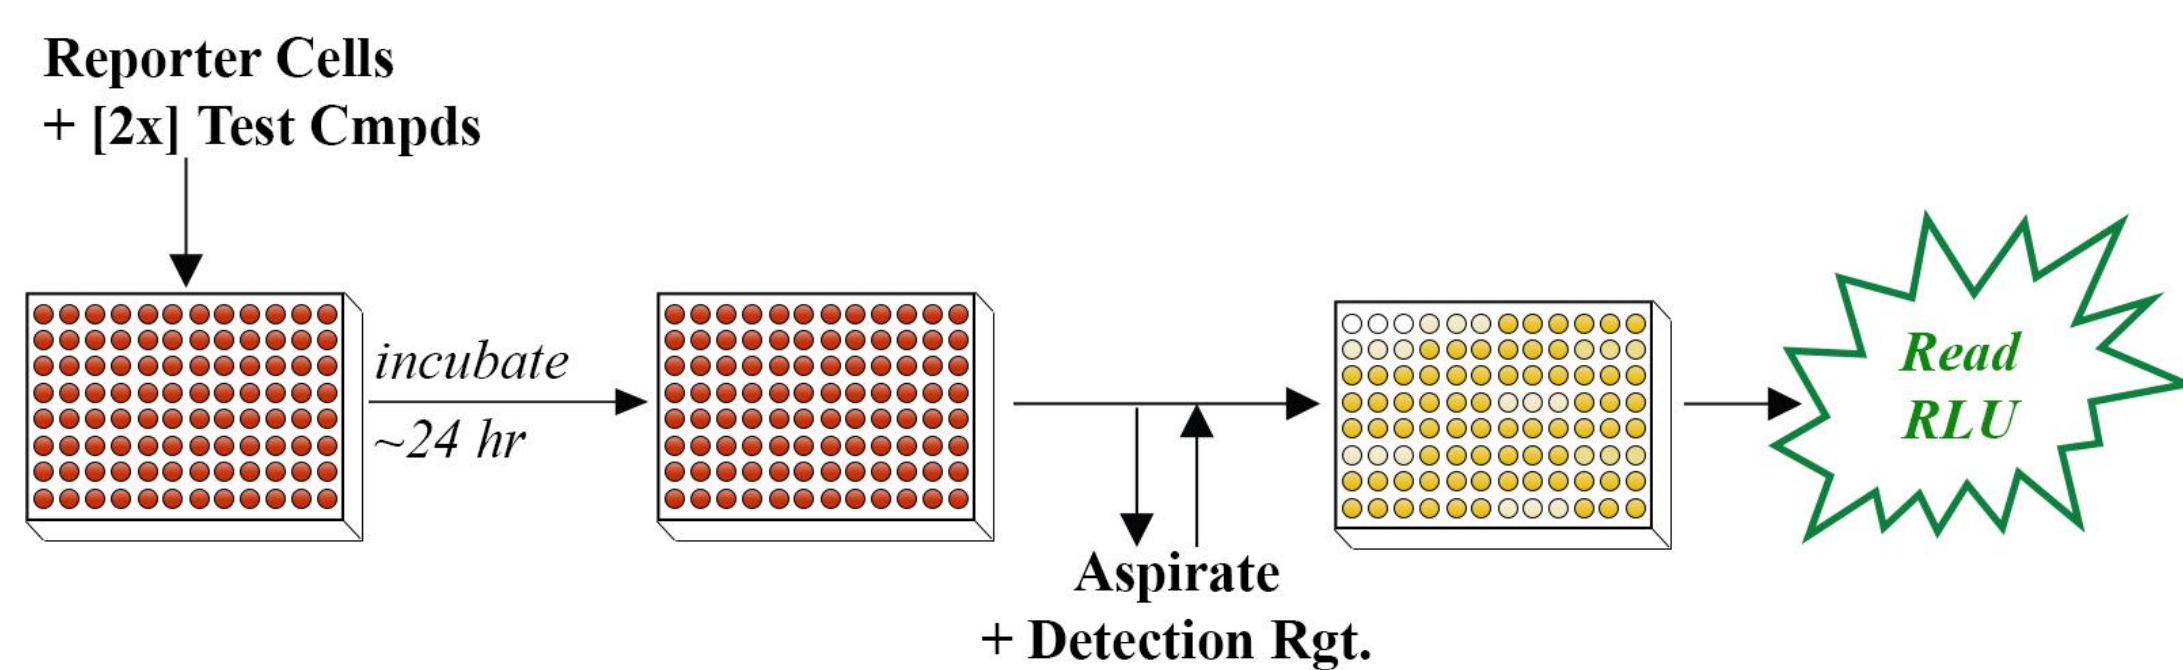 Reporter Cells
+ [2x] Test Cmpds
incubate
~24 hr
Aspirate
+ Detection Rgt.
Read
RLU